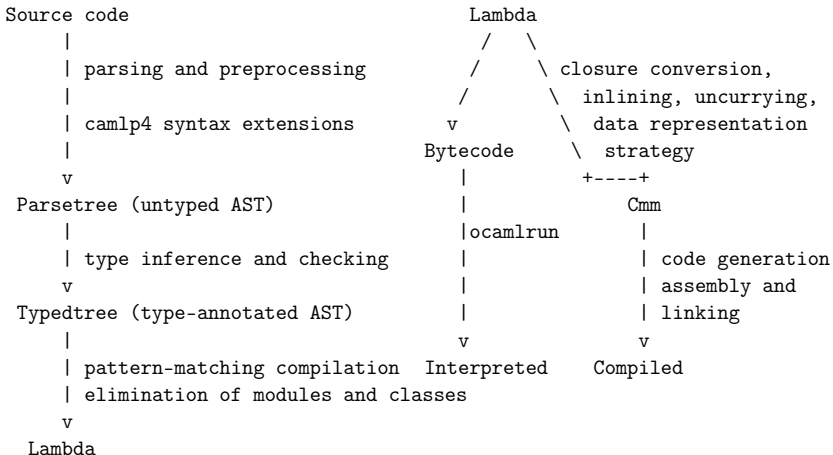 Source code
|
| parsing and preprocessing
|
| camlp4 syntax extensions
|
v
Parsetree (untyped AST)
|
| type inference and checking
v
Typedtree (type-annotated AST)
|
| pattern-matching compilation
| elimination of modules and classes
v
Lambda
Lambda
/ \
/ \ closure conversion,
/ \ inlining, uncurrying,
v \ data representation
Bytecode \ strategy
| +----+
| Cmm
|ocamlrun |
| | code generation
| | assembly and
| | linking
v v
Interpreted Compiled